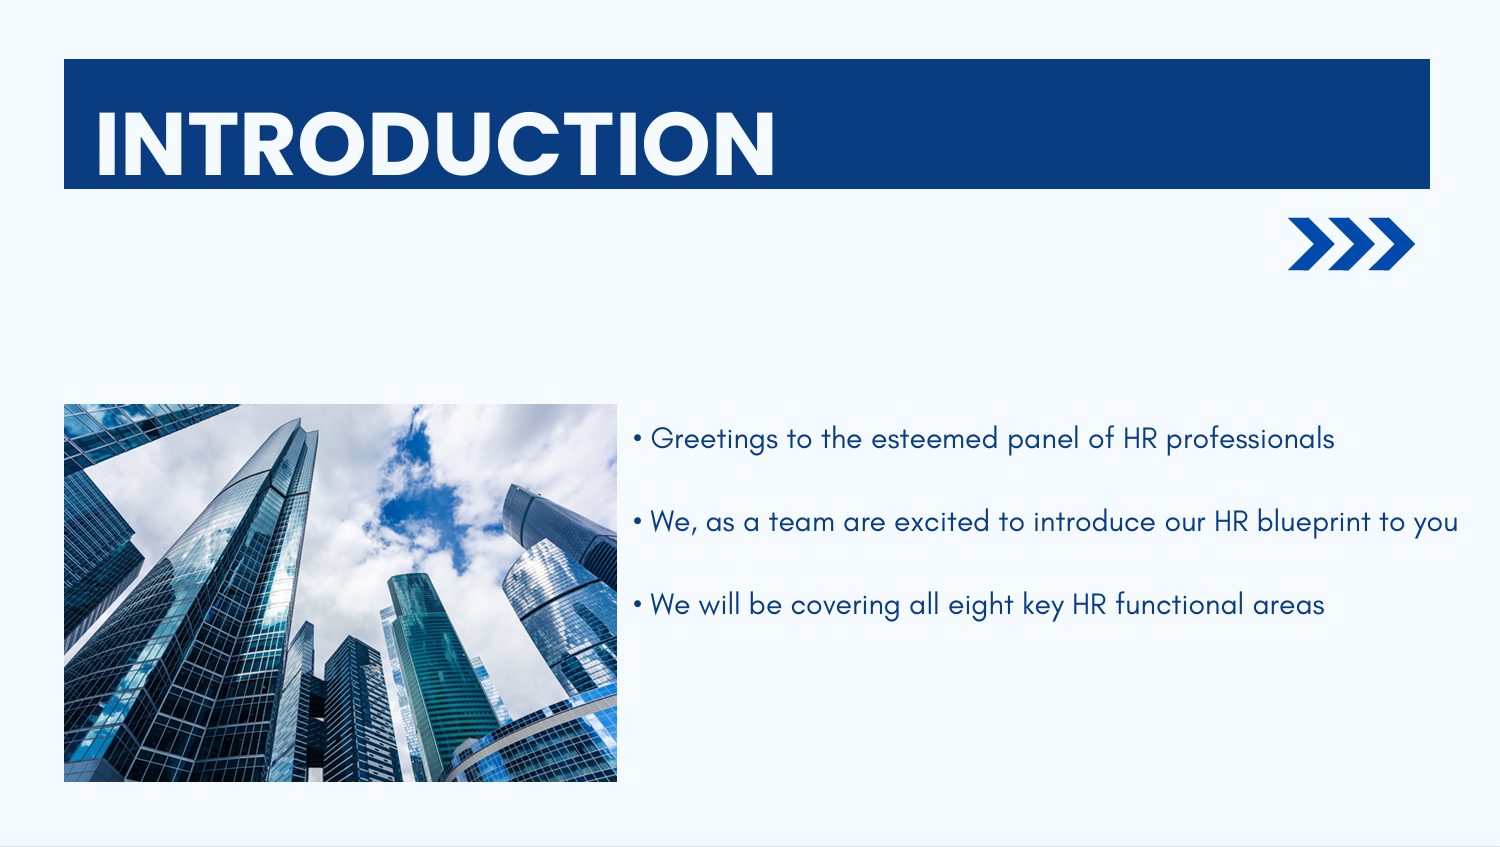 INTRODUCTION
• Greetings to the esteemed panel of HR professionals
• We, as a team are excited to introduce our HR blueprint to you
• We will be covering all eight key HR functional areas